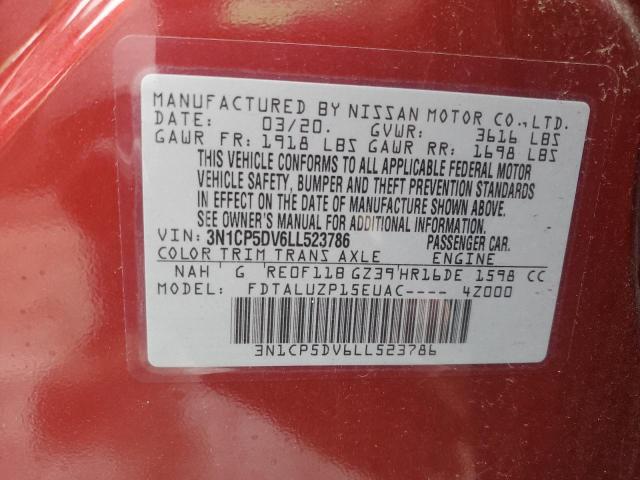 MANUFACTURED BY NISSAN MOTOR CO.,LTD.
DATE: 03/20. GVWR: 3616 LBS
GAWR FR: 1918 LBS GAWR RR: 1698 LBS
THIS VEHICLE CONFORMS TO ALL APPLICABLE FEDERAL MOTOR
VEHICLE SAFETY, BUMPER AND THEFT PREVENTION STANDARDS
IN EFFECT ON THE DATE OF MANUFACTURE SHOWN ABOVE.
SEE OWNER'S MANUAL FOR ADDITIONAL INFORMATION.
VIN: 3N1CP5DV6LL523786 PASSENGER CAR.
COLOR TRIM TRANS AXLE ENGINE
NAH G RE0F11B GZ39 HR16DE 1598 CC
MODEL: FDTALUZP15EUAC---- 4Z000
3N1CP5DV6LL523786